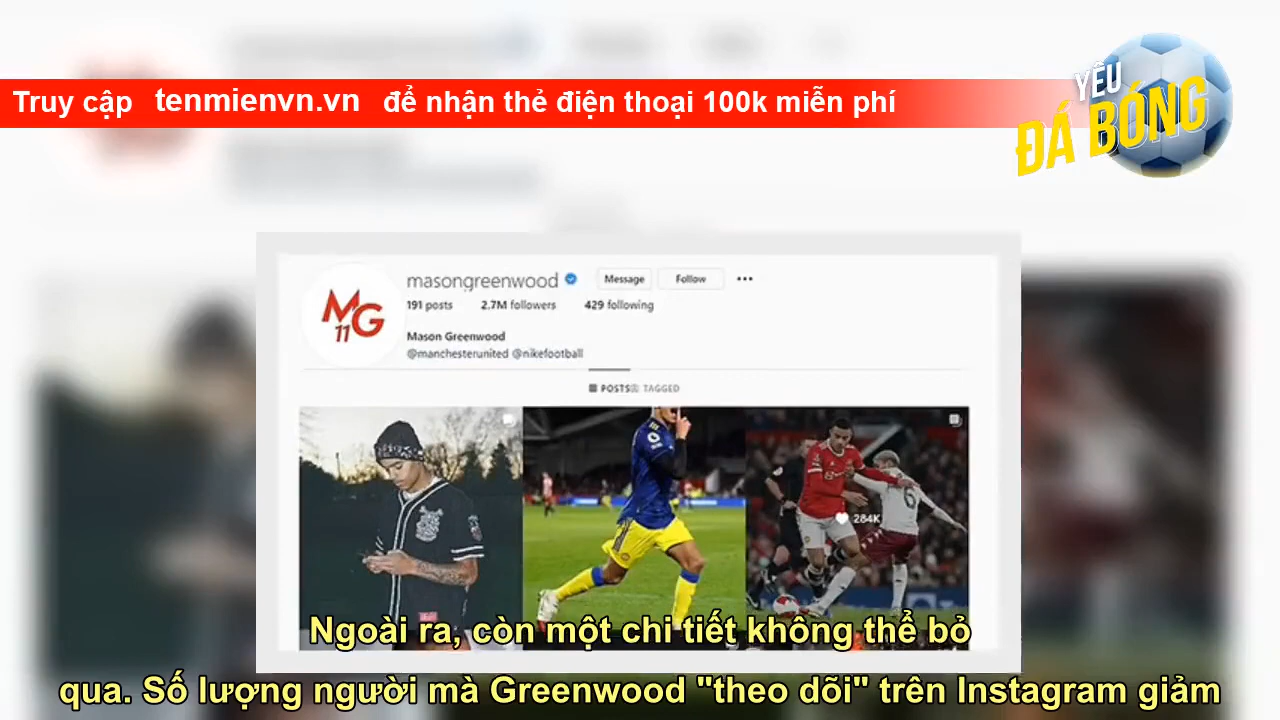 Truy cập tenmienvn.vn để nhận thẻ điện thoại 100k miễn phí
YÊU
ĐÁ BÓNG
masongreenwood Message Follow
191 posts 2.7M followers 429 following
MG
11
Mason Greenwood
@manchesterunited @nikefootball
POSTS TAGGED
6
284K
Ngoài ra, còn một chi tiết không thể bỏ
qua. Số lượng người mà Greenwood "theo dõi" trên Instagram giảm